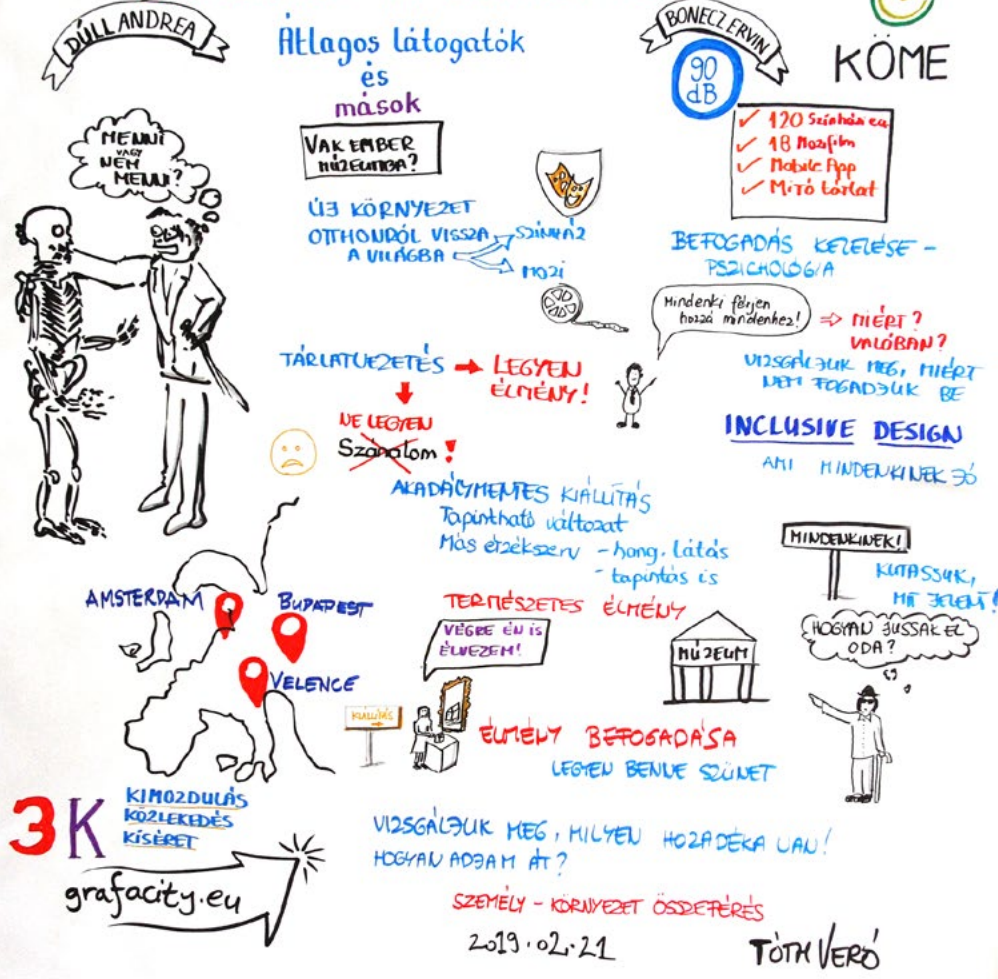 DÚLL ANDREA
Átlagos látogatók
és
mások
BONECZ ERVIN
90
dB
KÖME
✓ 120 Színházi ea
✓ 18 Mozifilm
✓ Mobile App
✓ Miró tárlat
MENNI
VAGY
NEM
MENNI?
VAK EMBER
MÚZEUMBA?
ÚJ KÖRNYEZET
OTTHONRÓL VISSZA
A VILÁGBA
SZÍNHÁZ
MOZI
BEFOGADÁS KEZELÉSE -
PSZICHOLÓGIA
Mindenki férjen
hozzá mindenhez!
⇒ MIÉRT?
VALÓBAN?
VIZSGÁLJUK MEG, MIÉRT
NEM FOGADJUK BE
TÁRLATVEZETÉS → LEGYEN
ÉLMÉNY!
NE LEGYEN
Szánalom !
INCLUSIVE DESIGN
AMI MINDENKINEK JÓ
AKADÁLYMENTES KIÁLLÍTÁS
Tapintható változat
Más érzékszerv - hang, látás
- tapintás is
MINDENKINEK!
KUTASSUK,
MIT JELENT!
AMSTERDAM
BUDAPEST
VELENCE
TERMÉSZETES ÉLMÉNY
VÉGRE ÉN IS
ÉLVEZEM!
MÚZEUM
HOGYAN JUSSAK EL
ODA?
KIÁLLÍTÁS
ÉLMÉNY BEFOGADÁSA
LEGYEN BENNE SZÜNET
3K
KIMOZDULÁS
KÖZLEKEDÉS
KÍSÉRET
VIZSGÁLJUK MEG, MILYEN HOZADÉKA VAN!
HOGYAN ADJAM ÁT?
grafacity.eu
SZEMÉLY - KÖRNYEZET ÖSSZEFÉRÉS
2019.02.21
TÓTH VERÓ